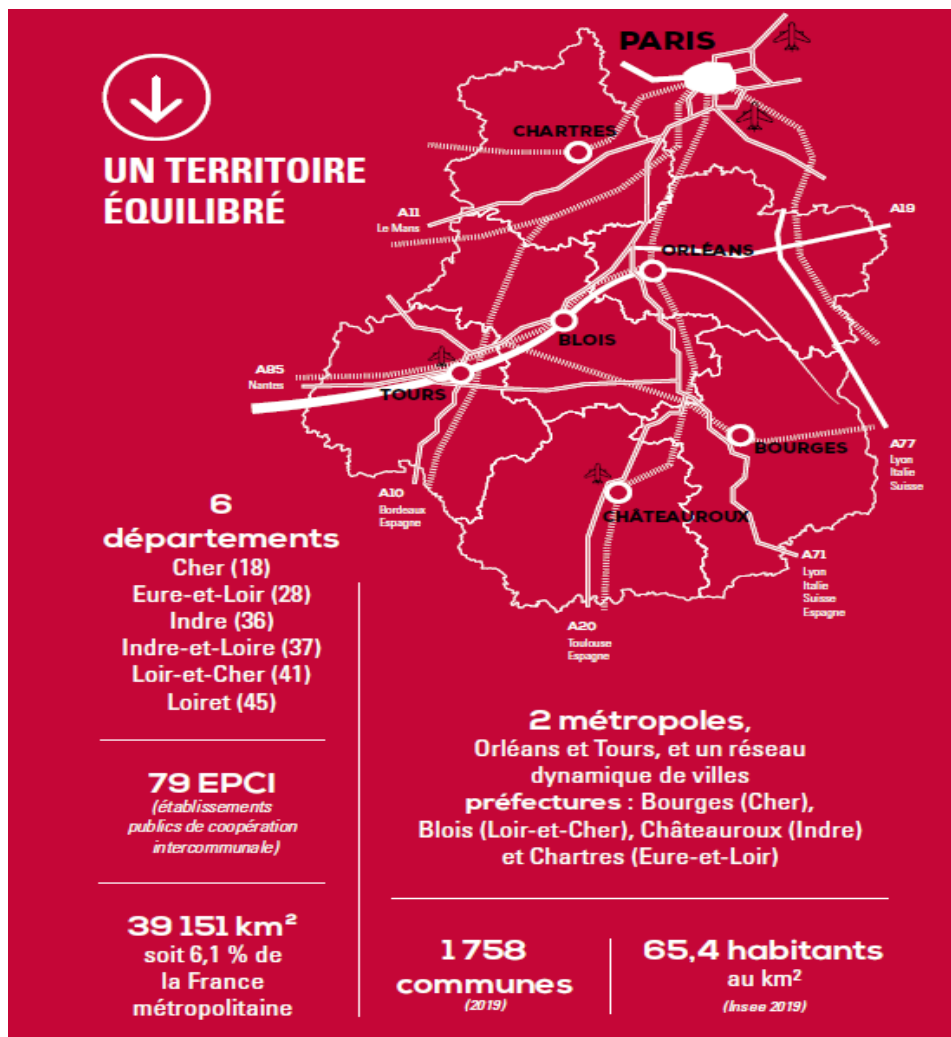 PARIS
UN TERRITOIRE
ÉQUILIBRÉ
CHARTRES
A11
Le Mans
A19
ORLÉANS
BLOIS
A85
Nantes
TOURS
BOURGES
A77
Lyon
Italie
Suisse
A10
Bordeaux
Espagne
CHÂTEAUROUX
A71
Lyon
Italie
Suisse
Espagne
A20
Toulouse
Espagne
6
départements
Cher (18)
Eure-et-Loir (28)
Indre (36)
Indre-et-Loire (37)
Loir-et-Cher (41)
Loiret (45)
79 EPCI
(établissements
publics de coopération
intercommunale)
39 151 km²
soit 6,1 % de
la France
métropolitaine
2 métropoles,
Orléans et Tours, et un réseau
dynamique de villes
préfectures : Bourges (Cher),
Blois (Loir-et-Cher), Châteauroux (Indre)
et Chartres (Eure-et-Loir)
1 758
communes
(2019)
65,4 habitants
au km²
(Insee 2019)